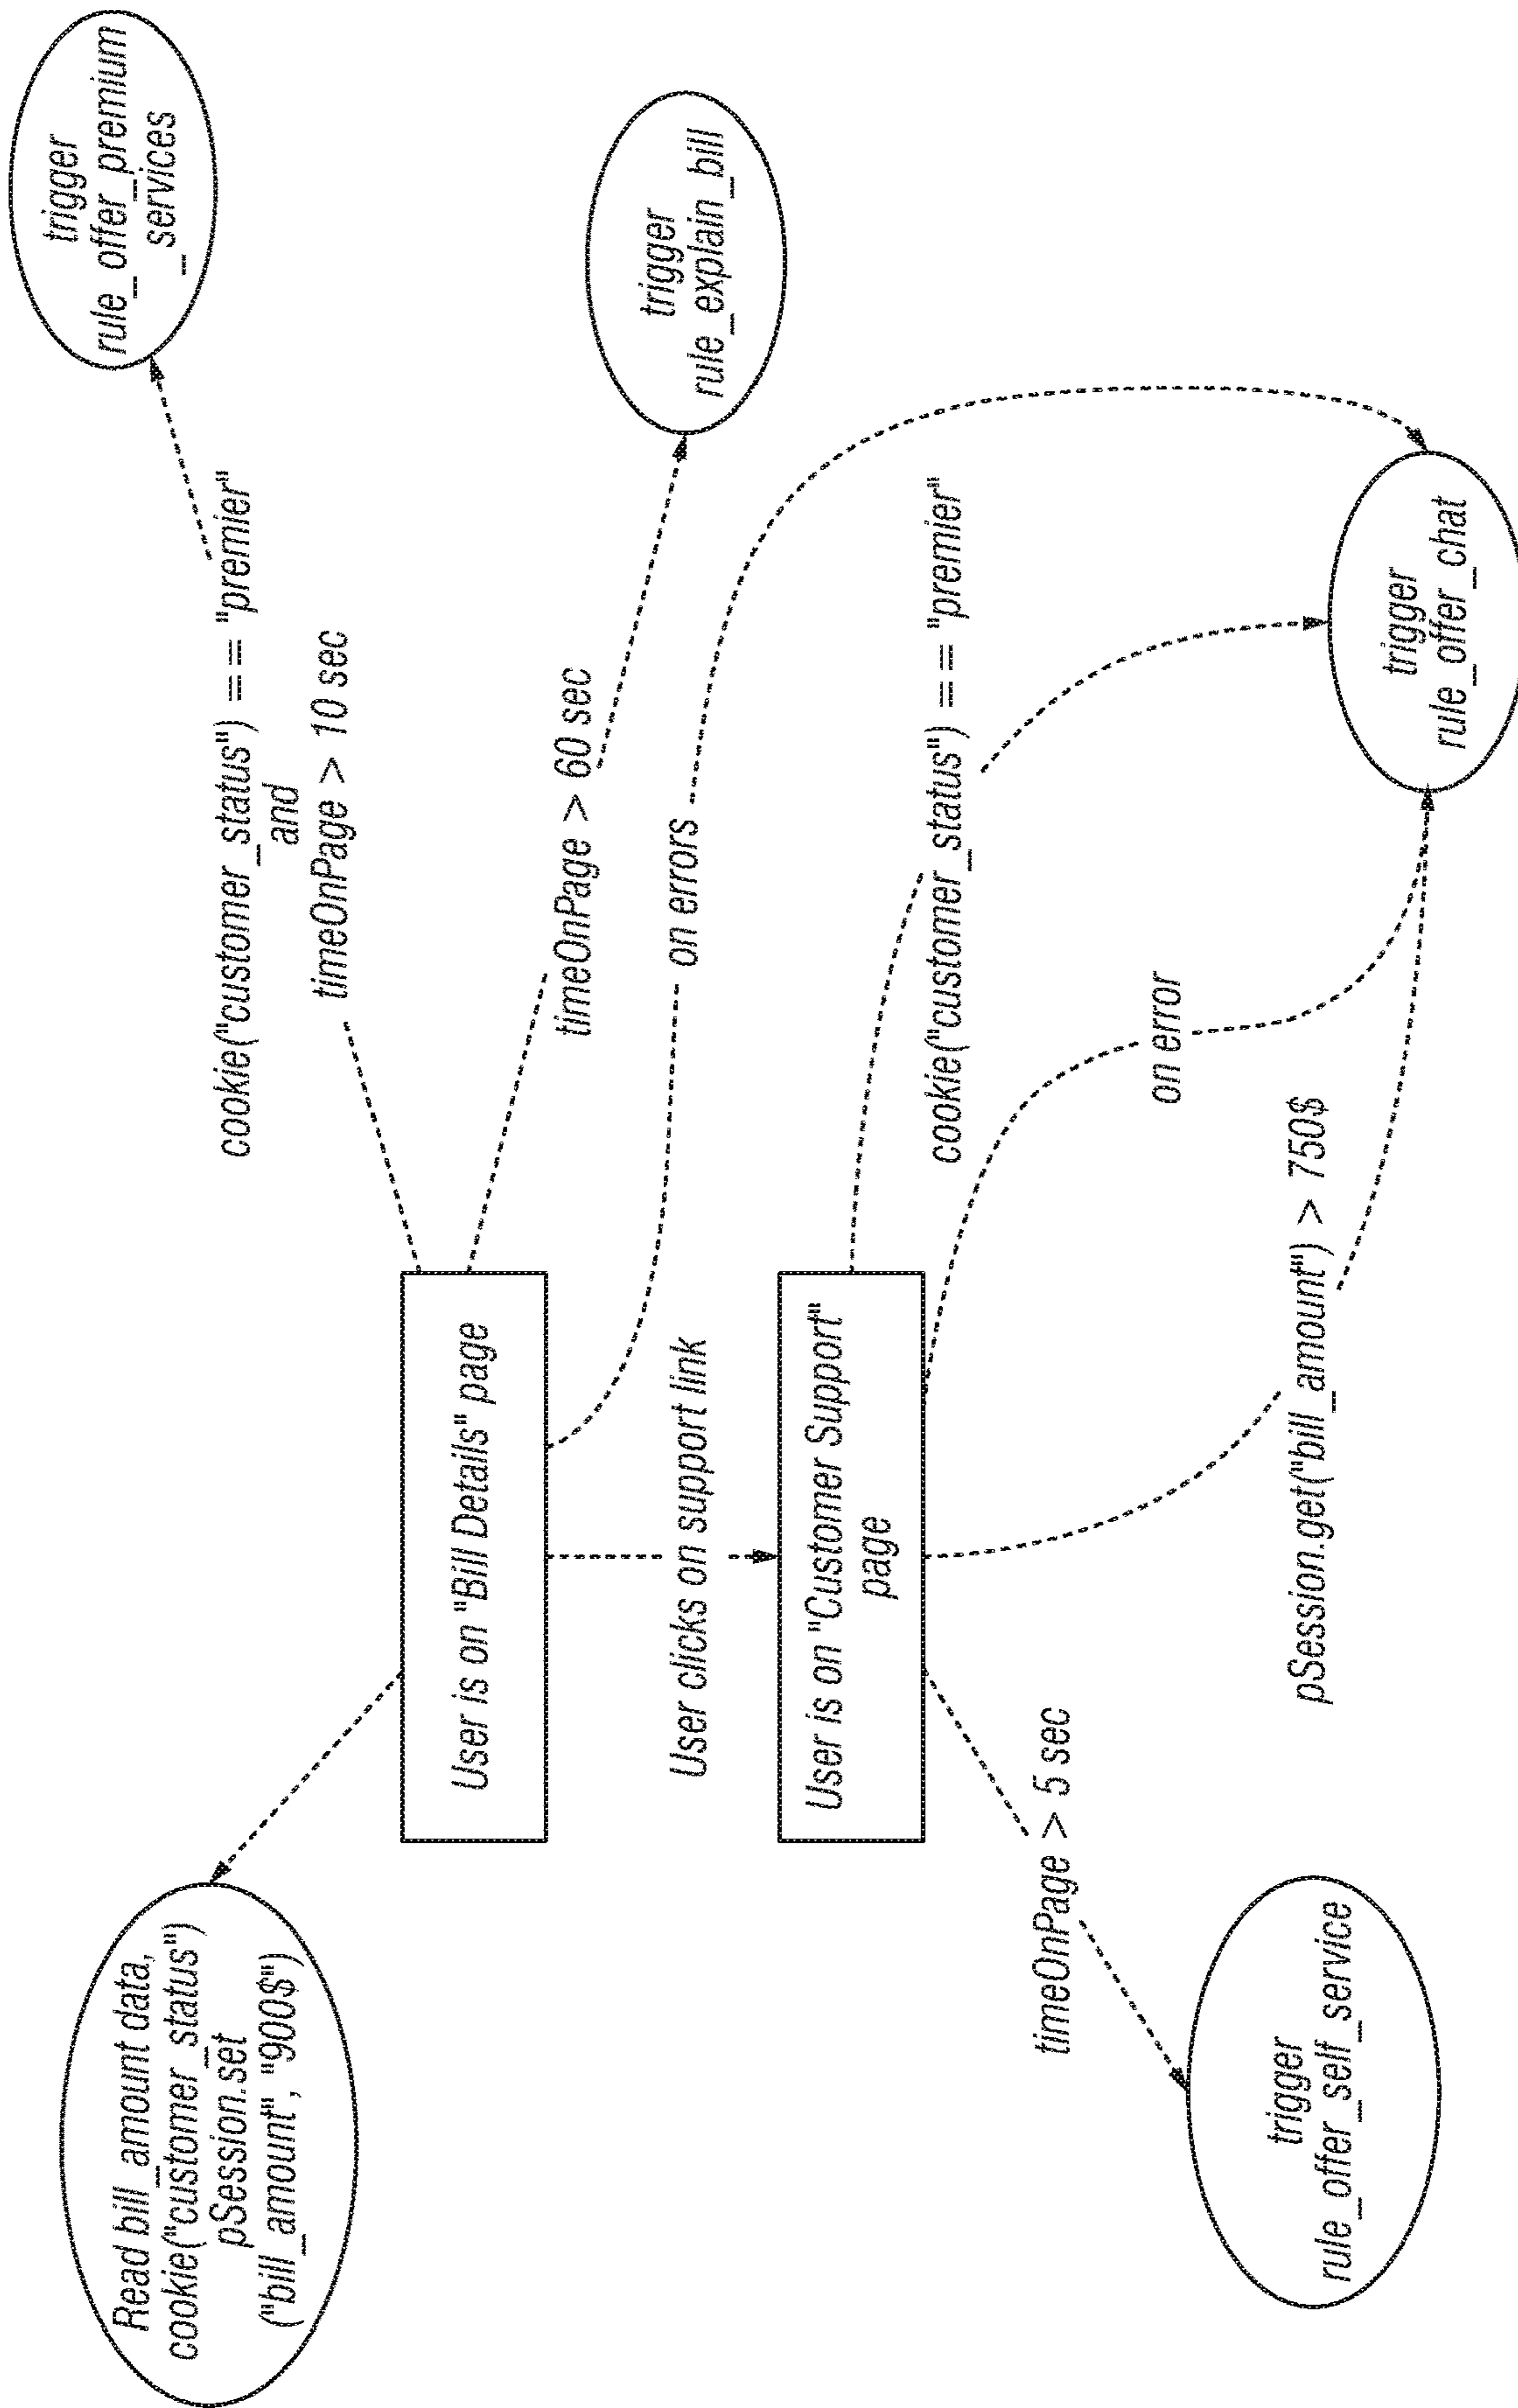 Read bill_amount data,
cookie("customer_status")
pSession.set
("bill_amount", "900$")
trigger
rule_offer_premium
_services
cookie("customer_status") == "premier"
and
timeOnPage > 10 sec
User is on "Bill Details" page
timeOnPage > 60 sec
trigger
rule_explain_bill
on errors
User clicks on support link
User is on "Customer Support"
page
cookie("customer_status") == "premier"
timeOnPage > 5 sec
on error
pSession.get("bill_amount") > 750$
trigger
rule_offer_self_service
trigger
rule_offer_chat